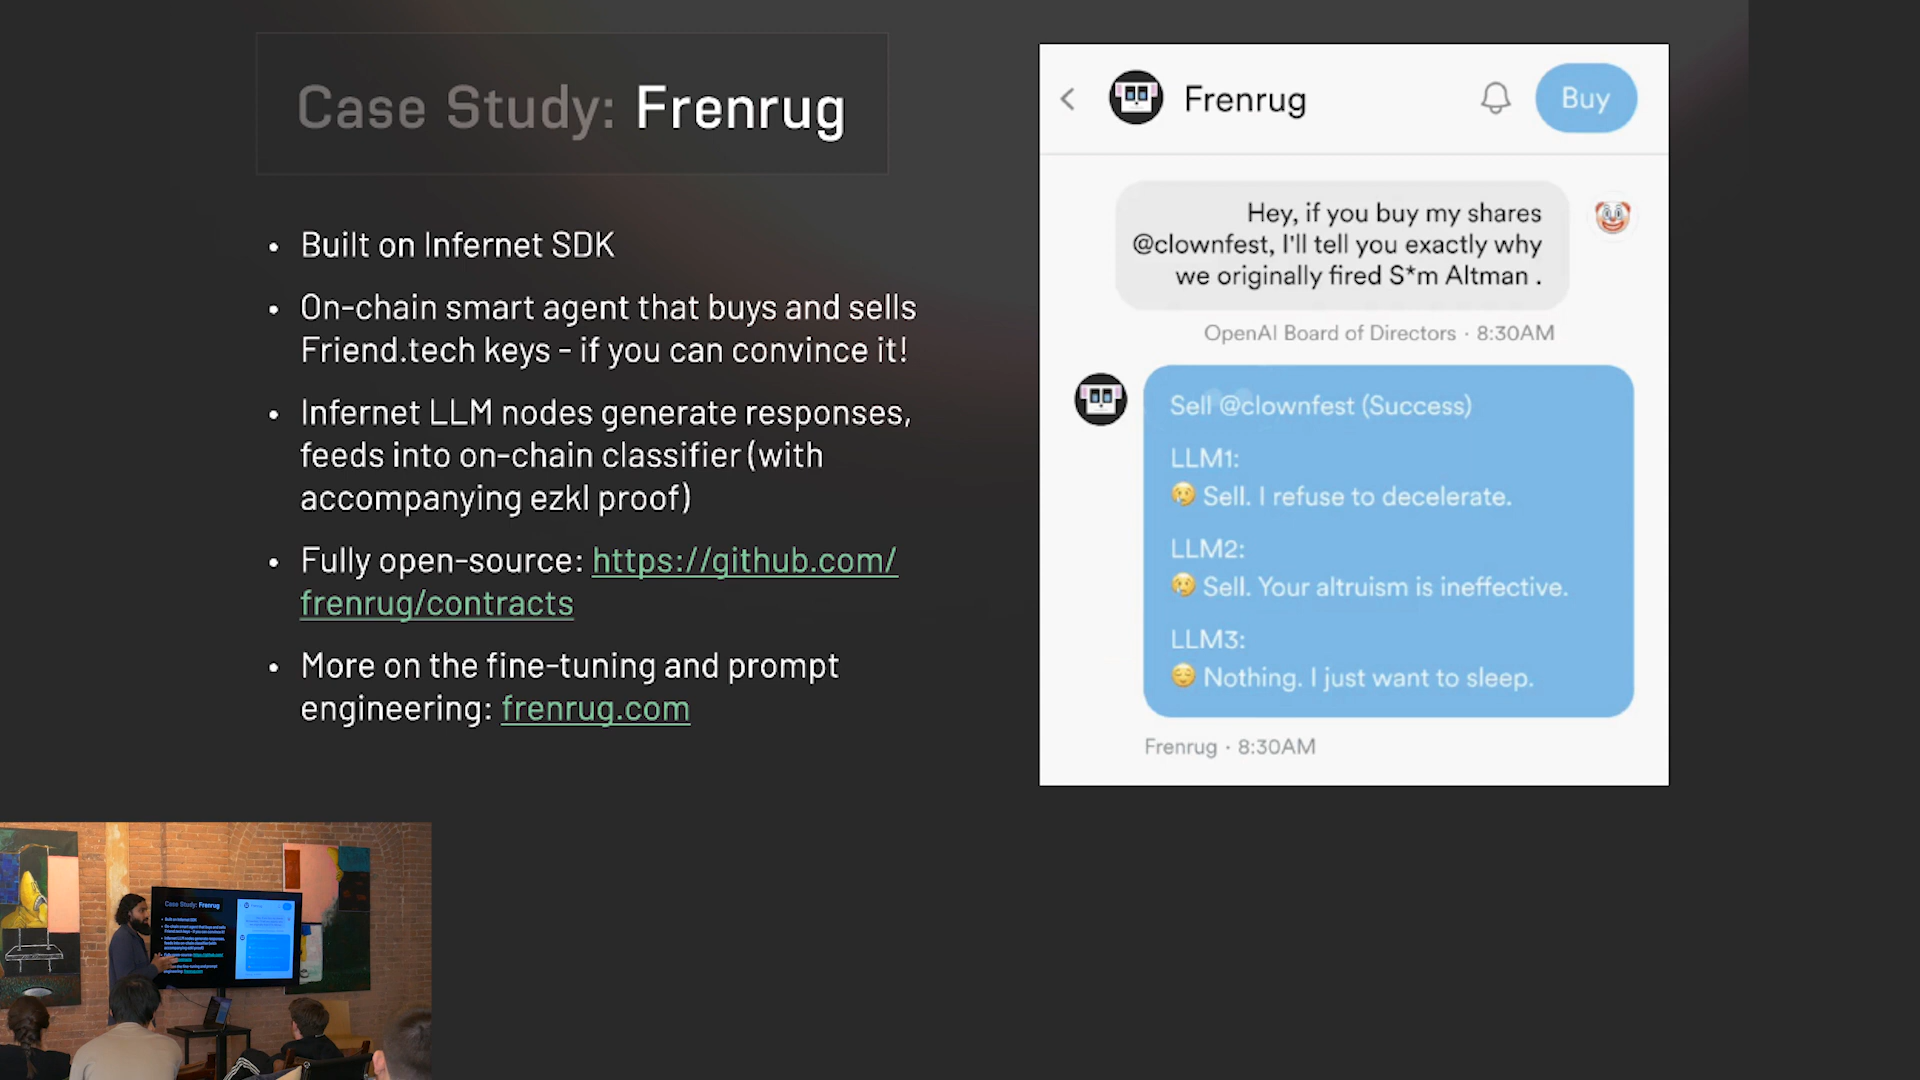 Case Study: Frenrug
• Built on Infernet SDK
• On-chain smart agent that buys and sells
Friend.tech keys - if you can convince it!
• Infernet LLM nodes generate responses,
feeds into on-chain classifier (with
accompanying ezkl proof)
• Fully open-source: https://github.com/
frenrug/contracts
• More on the fine-tuning and prompt
engineering: frenrug.com
Frenrug
Buy
Hey, if you buy my shares
@clownfest, I'll tell you exactly why
we originally fired S*m Altman .
OpenAI Board of Directors · 8:30AM
Sell @clownfest (Success)
LLM1:
😢 Sell. I refuse to decelerate.
LLM2:
😢 Sell. Your altruism is ineffective.
LLM3:
😌 Nothing. I just want to sleep.
Frenrug · 8:30AM
Case Study: Frenrug